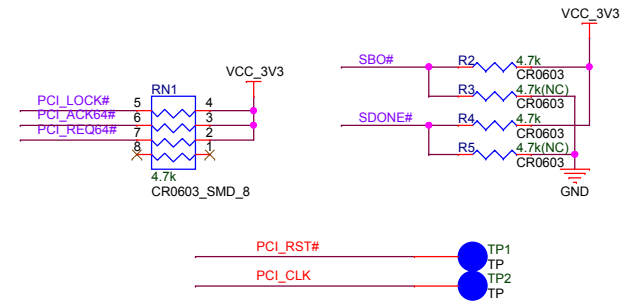 VCC_3V3
SBO#
R2
4.7k
CR0603
R3
4.7k(NC)
CR0603
SDONE#
R4
4.7k
CR0603
R5
4.7k(NC)
CR0603
GND
VCC_3V3
RN1
PCI_LOCK#
5
4
PCI_ACK64#
6
3
PCI_REQ64#
7
2
8
1
4.7k
CR0603_SMD_8
PCI_RST#
TP1
TP
PCI_CLK
TP2
TP